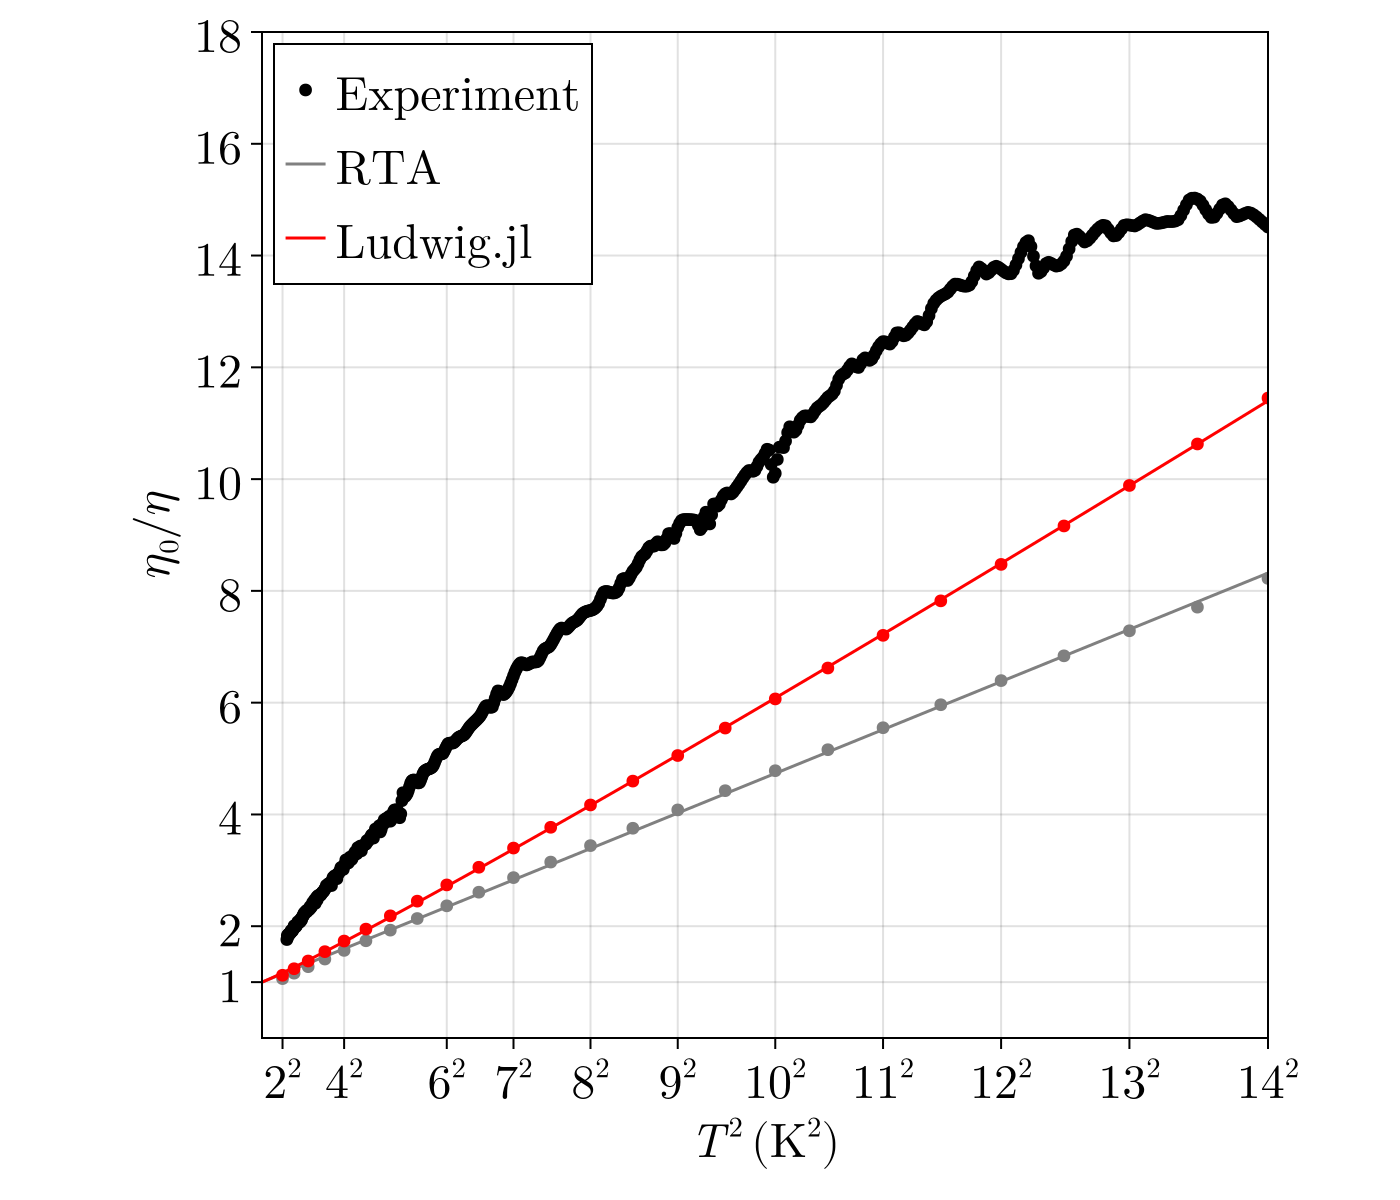 18
16
14
12
10
8
6
4
2
1
η₀/η
Experiment
RTA
Ludwig.jl
2² 4² 6² 7² 8² 9² 10² 11² 12² 13² 14²
T² (K²)